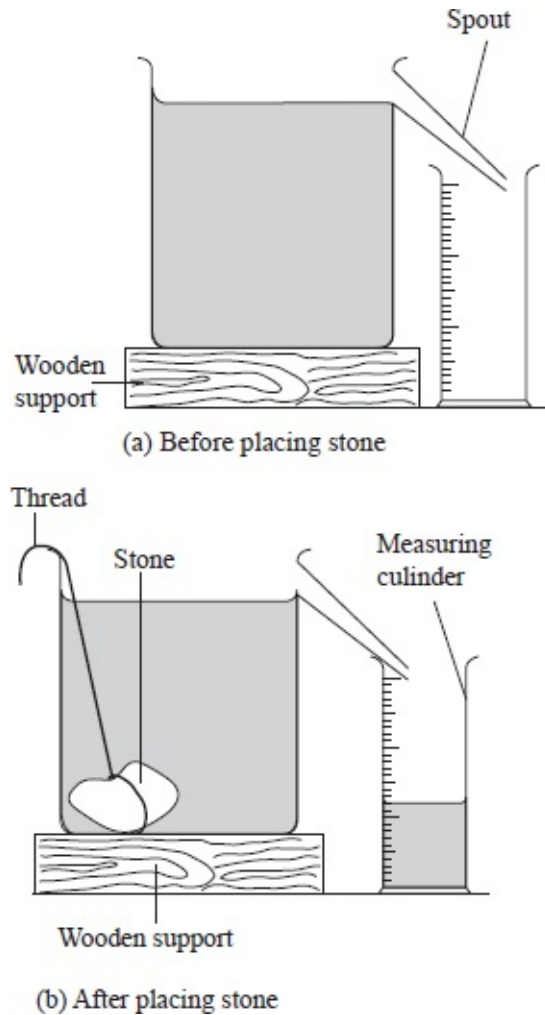 Spout
Wooden
support
(a) Before placing stone
Thread
Stone
Measuring
culinder
Wooden support
(b) After placing stone